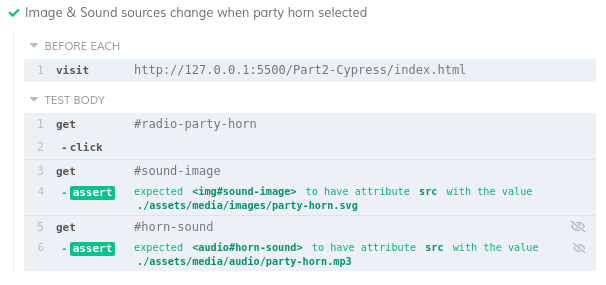 Image & Sound sources change when party horn selected
BEFORE EACH
1 visit http://127.0.0.1:5500/Part2-Cypress/index.html
TEST BODY
1 get #radio-party-horn
2 -click
3 get #sound-image
4 -assert expected <img#sound-image> to have attribute src with the value
./assets/media/images/party-horn.svg
5 get #horn-sound
6 -assert expected <audio#horn-sound> to have attribute src with the value
./assets/media/audio/party-horn.mp3